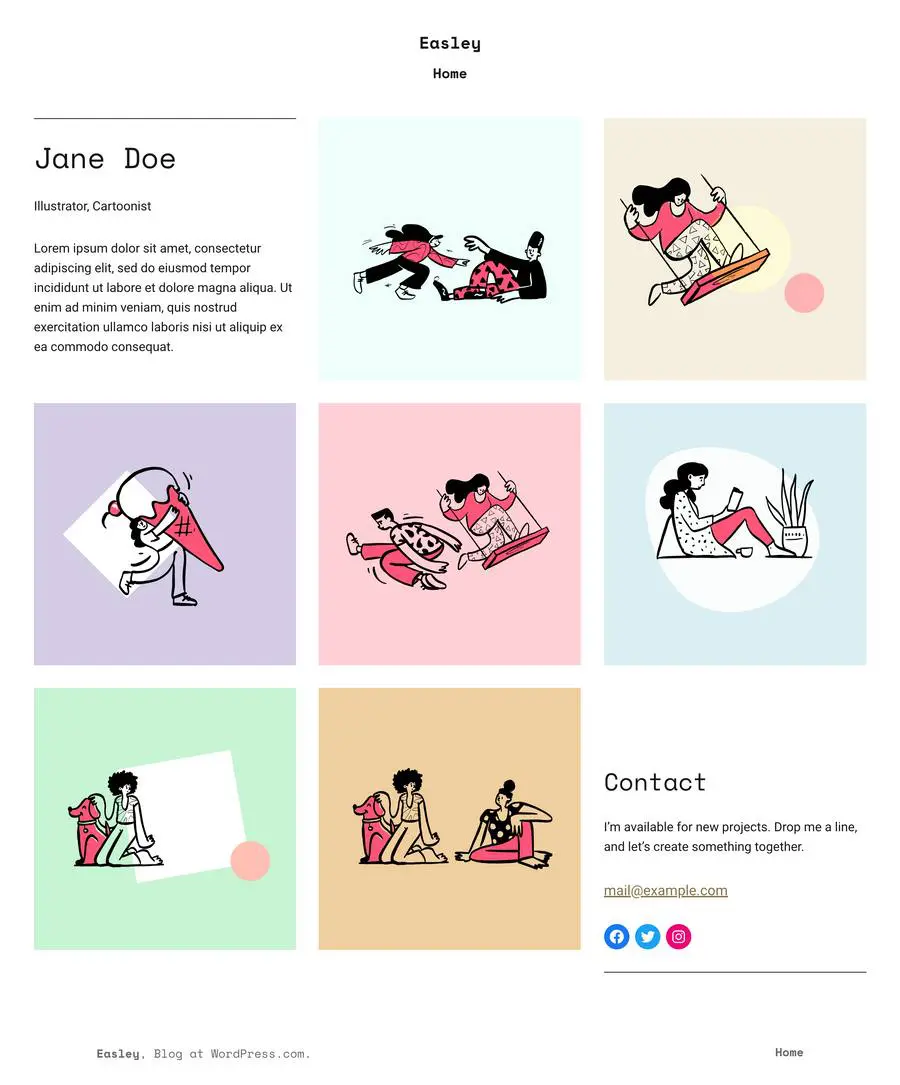 Easley
Home
Jane Doe
Illustrator, Cartoonist
Lorem ipsum dolor sit amet, consectetur
adipiscing elit, sed do eiusmod tempor
incididunt ut labore et dolore magna aliqua. Ut
enim ad minim veniam, quis nostrud
exercitation ullamco laboris nisi ut aliquip ex
ea commodo consequat.
Contact
I’m available for new projects. Drop me a line,
and let’s create something together.
mail@example.com
Easley, Blog at WordPress.com.
Home